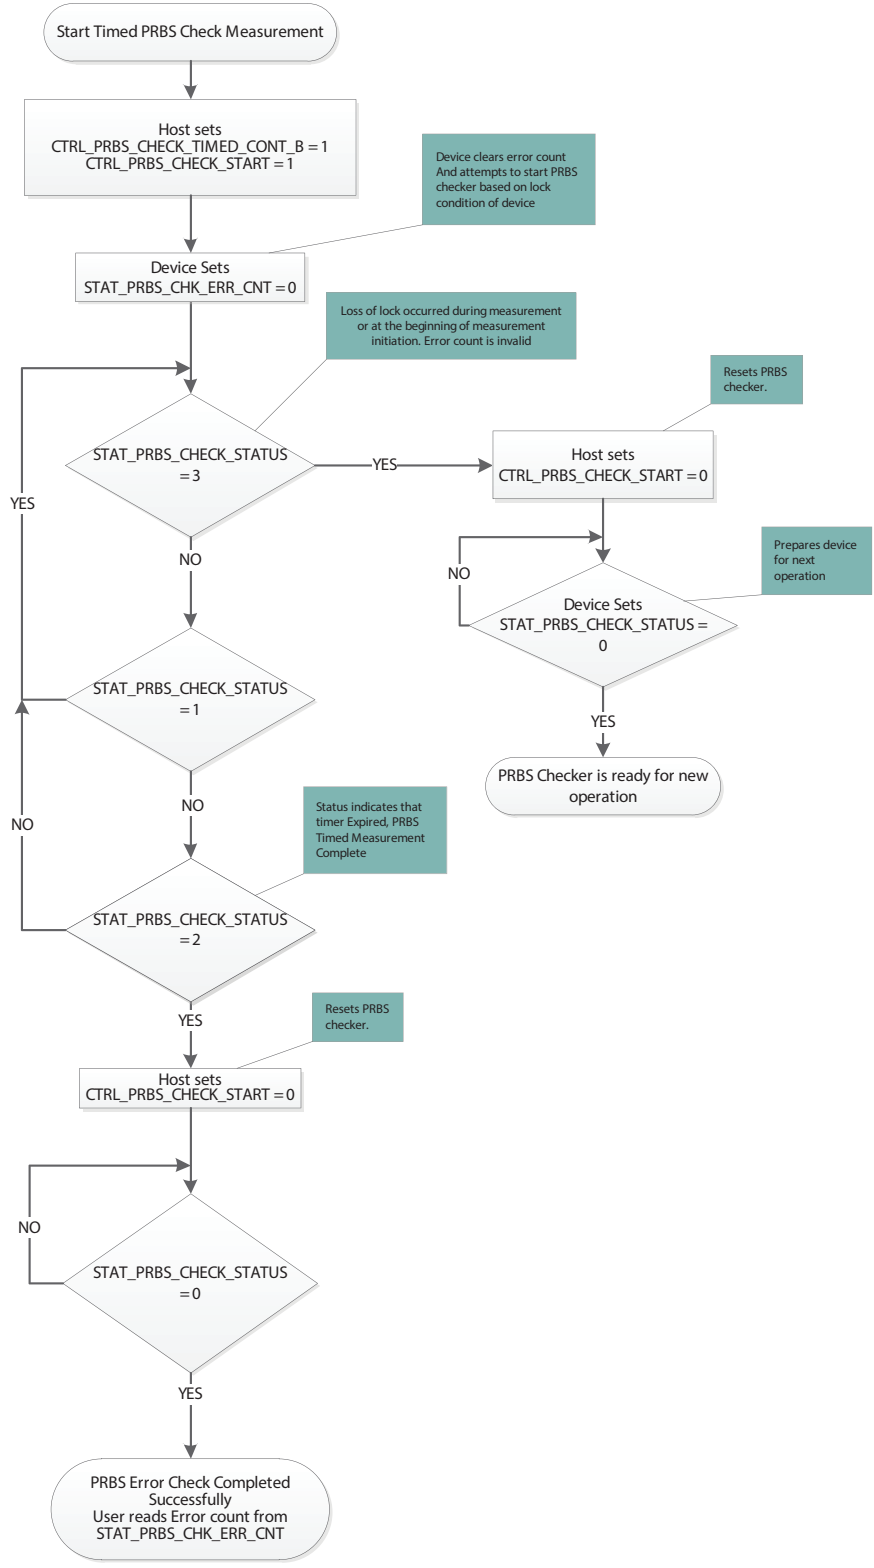 Start Timed PRBS Check Measurement
Host sets
CTRL_PRBS_CHECK_TIMED_CONT_B = 1
CTRL_PRBS_CHECK_START = 1
Device clears error count
And attempts to start PRBS
checker based on lock
condition of device
Device Sets
STAT_PRBS_CHK_ERR_CNT = 0
Loss of lock occurred during measurement
or at the beginning of measurement
initiation. Error count is invalid
Resets PRBS
checker.
STAT_PRBS_CHECK_STATUS
= 3
YES
Host sets
CTRL_PRBS_CHECK_START = 0
YES
NO
Prepares device
for next
operation
NO
Device Sets
STAT_PRBS_CHECK_STATUS =
0
STAT_PRBS_CHECK_STATUS
= 1
YES
PRBS Checker is ready for new
operation
NO
Status indicates that
timer Expired, PRBS
Timed Measurement
Complete
NO
STAT_PRBS_CHECK_STATUS
= 2
YES
Resets PRBS
checker.
Host sets
CTRL_PRBS_CHECK_START = 0
NO
STAT_PRBS_CHECK_STATUS
= 0
YES
PRBS Error Check Completed
Successfully
User reads Error count from
STAT_PRBS_CHK_ERR_CNT